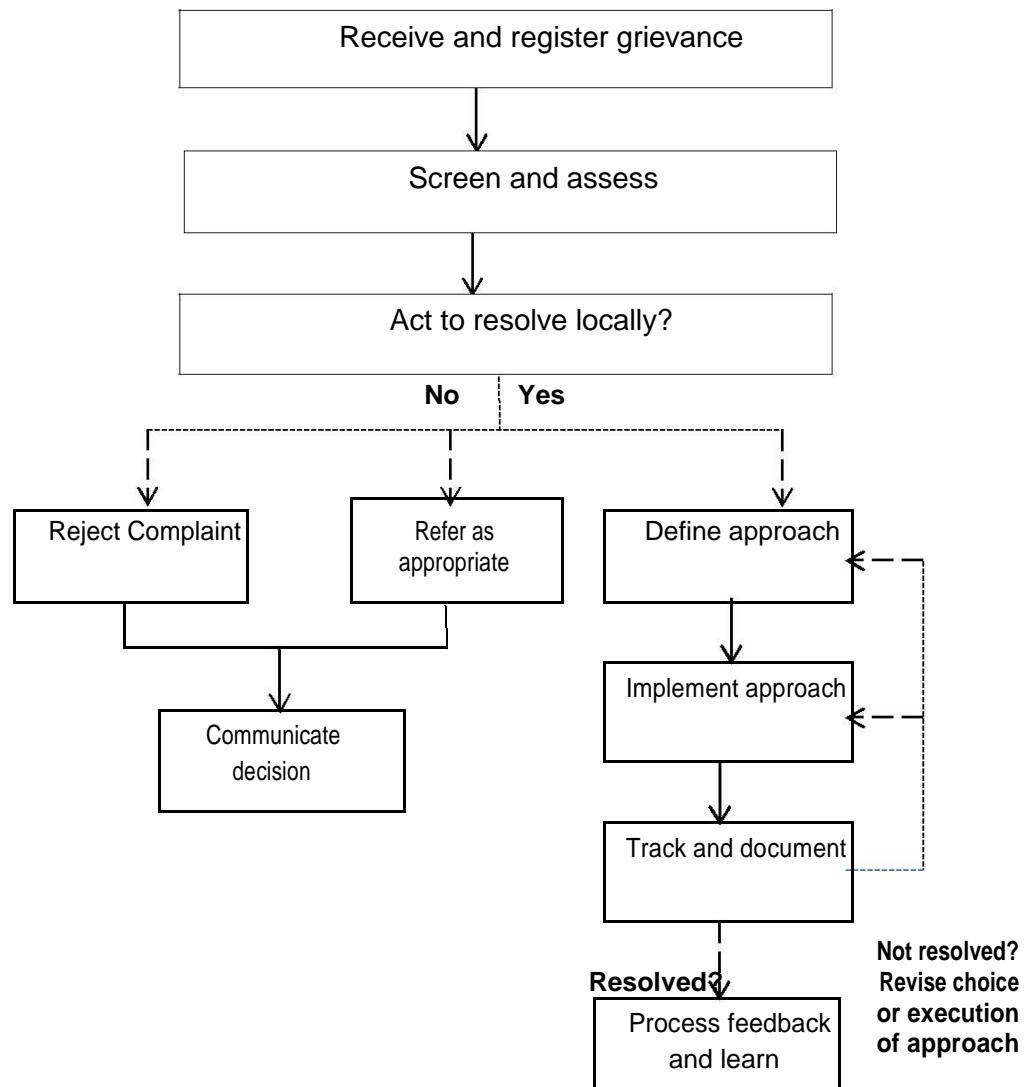 Receive and register grievance
Screen and assess
Act to resolve locally?
No Yes
Reject Complaint
Refer as
appropriate
Define approach
Implement approach
Communicate
decision
Track and document
Not resolved?
Revise choice
or execution
of approach
Resolved?
Process feedback
and learn